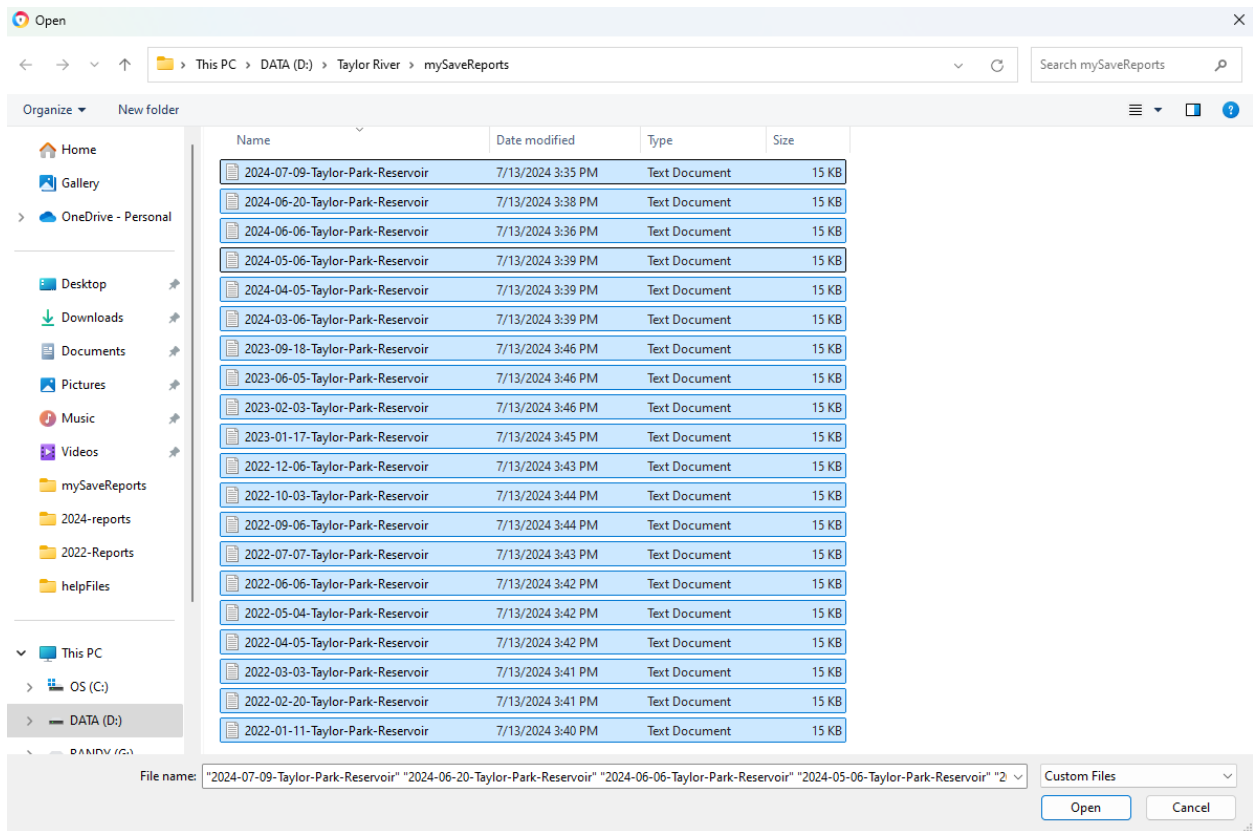 Open
This PC > DATA (D:) > Taylor River > mySaveReports
Search mySaveReports
Organize New folder
Home
Gallery
OneDrive - Personal
Desktop
Downloads
Documents
Pictures
Music
Videos
mySaveReports
2024-reports
2022-Reports
helpFiles
This PC
OS (C:)
DATA (D:)
RANDY (G:)
Name Date modified Type Size
2024-07-09-Taylor-Park-Reservoir 7/13/2024 3:35 PM Text Document 15 KB
2024-06-20-Taylor-Park-Reservoir 7/13/2024 3:38 PM Text Document 15 KB
2024-06-06-Taylor-Park-Reservoir 7/13/2024 3:36 PM Text Document 15 KB
2024-05-06-Taylor-Park-Reservoir 7/13/2024 3:39 PM Text Document 15 KB
2024-04-05-Taylor-Park-Reservoir 7/13/2024 3:39 PM Text Document 15 KB
2024-03-06-Taylor-Park-Reservoir 7/13/2024 3:39 PM Text Document 15 KB
2023-09-18-Taylor-Park-Reservoir 7/13/2024 3:46 PM Text Document 15 KB
2023-06-05-Taylor-Park-Reservoir 7/13/2024 3:46 PM Text Document 15 KB
2023-02-03-Taylor-Park-Reservoir 7/13/2024 3:46 PM Text Document 15 KB
2023-01-17-Taylor-Park-Reservoir 7/13/2024 3:45 PM Text Document 15 KB
2022-12-06-Taylor-Park-Reservoir 7/13/2024 3:43 PM Text Document 15 KB
2022-10-03-Taylor-Park-Reservoir 7/13/2024 3:44 PM Text Document 15 KB
2022-09-06-Taylor-Park-Reservoir 7/13/2024 3:44 PM Text Document 15 KB
2022-07-07-Taylor-Park-Reservoir 7/13/2024 3:43 PM Text Document 15 KB
2022-06-06-Taylor-Park-Reservoir 7/13/2024 3:42 PM Text Document 15 KB
2022-05-04-Taylor-Park-Reservoir 7/13/2024 3:42 PM Text Document 15 KB
2022-04-05-Taylor-Park-Reservoir 7/13/2024 3:42 PM Text Document 15 KB
2022-03-03-Taylor-Park-Reservoir 7/13/2024 3:41 PM Text Document 15 KB
2022-02-20-Taylor-Park-Reservoir 7/13/2024 3:41 PM Text Document 15 KB
2022-01-11-Taylor-Park-Reservoir 7/13/2024 3:40 PM Text Document 15 KB
File name: "2024-07-09-Taylor-Park-Reservoir" "2024-06-20-Taylor-Park-Reservoir" "2024-06-06-Taylor-Park-Reservoir" "2024-05-06-Taylor-Park-Reservoir" "2 Custom Files
Open Cancel